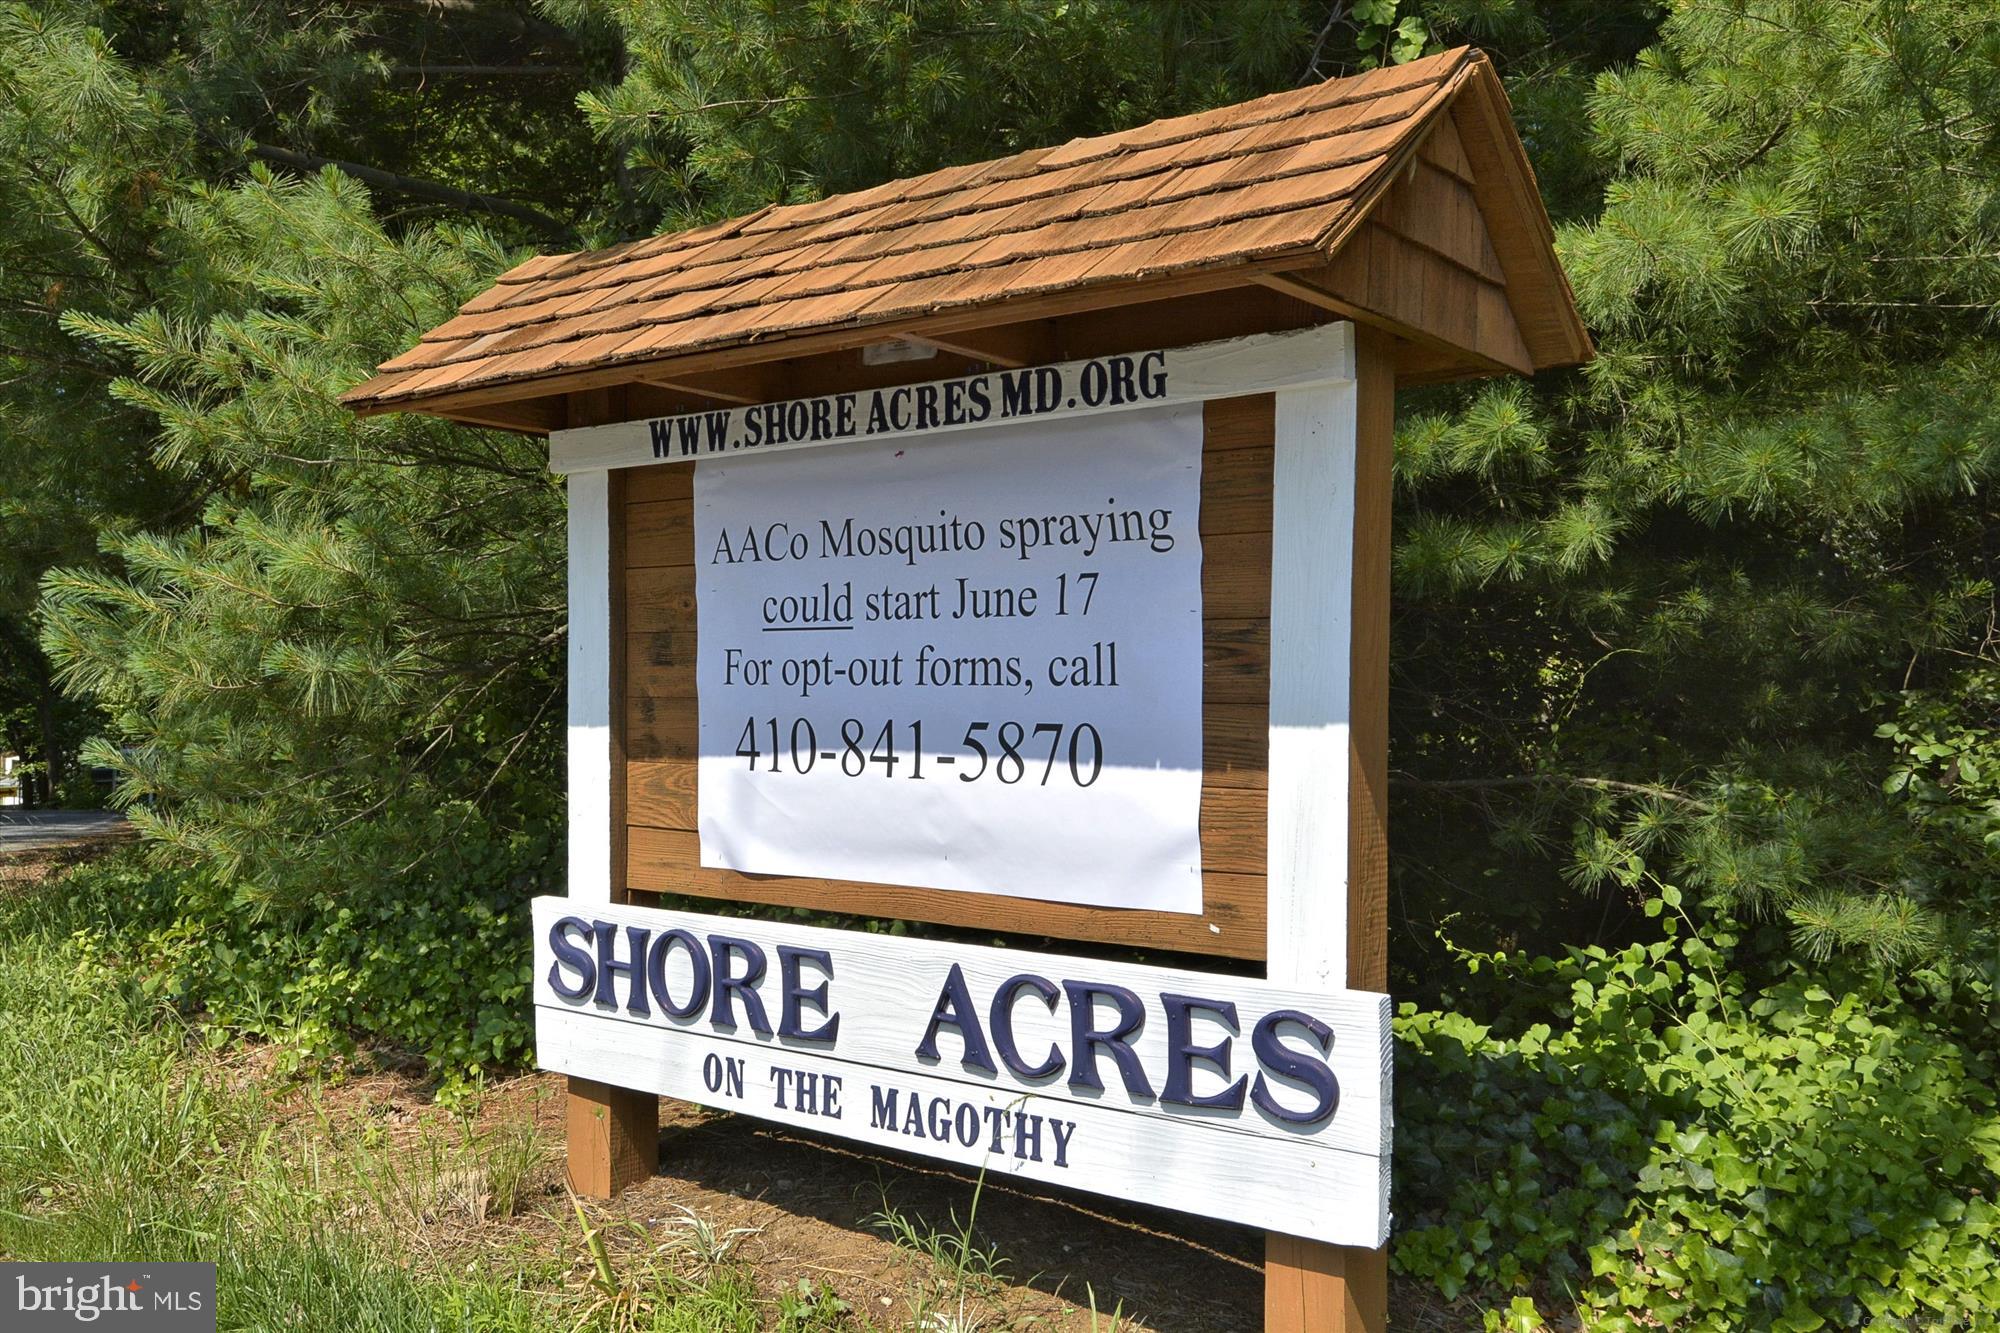 WWW.SHORE ACRES MD.ORG
AACo Mosquito spraying
could start June 17
For opt-out forms, call
410-841-5870
SHORE ACRES
ON THE MAGOTHY
bright™ MLS